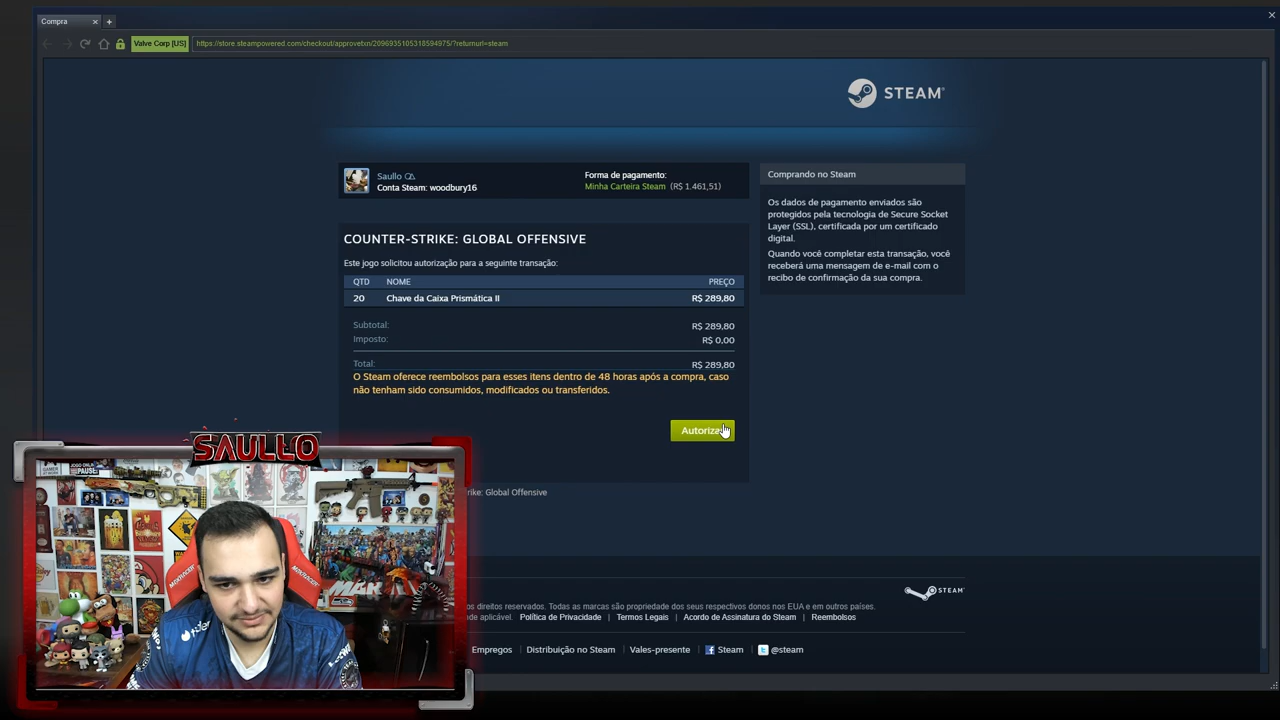 Compra
Valve Corp [US]
https://store.steampowered.com/checkout/approvetxn/2096935105318594975/?returnurl=steam
STEAM®
Saullo
Conta Steam: woodbury16
Forma de pagamento:
Minha Carteira Steam (R$ 1.461,51)
COUNTER-STRIKE: GLOBAL OFFENSIVE
Este jogo solicitou autorização para a seguinte transação:
QTD NOME PREÇO
20 Chave da Caixa Prismática II R$ 289,80
Subtotal: R$ 289,80
Imposto: R$ 0,00
Total: R$ 289,80
O Steam oferece reembolsos para esses itens dentro de 48 horas após a compra, caso
não tenham sido consumidos, modificados ou transferidos.
Comprando no Steam
Os dados de pagamento enviados são
protegidos pela tecnologia de Secure Socket
Layer (SSL), certificada por um certificado
digital.
Quando você completar esta transação, você
receberá uma mensagem de e-mail com o
recibo de confirmação da sua compra.
SAULLO
rike: Global Offensive
STEAM
os direitos reservados. Todas as marcas são propriedade dos seus respectivos donos nos EUA e em outros países.
de aplicável. Política de Privacidade | Termos Legais | Acordo de Assinatura do Steam | Reembolsos
Empregos | Distribuição no Steam | Vales-presente | Steam | @steam